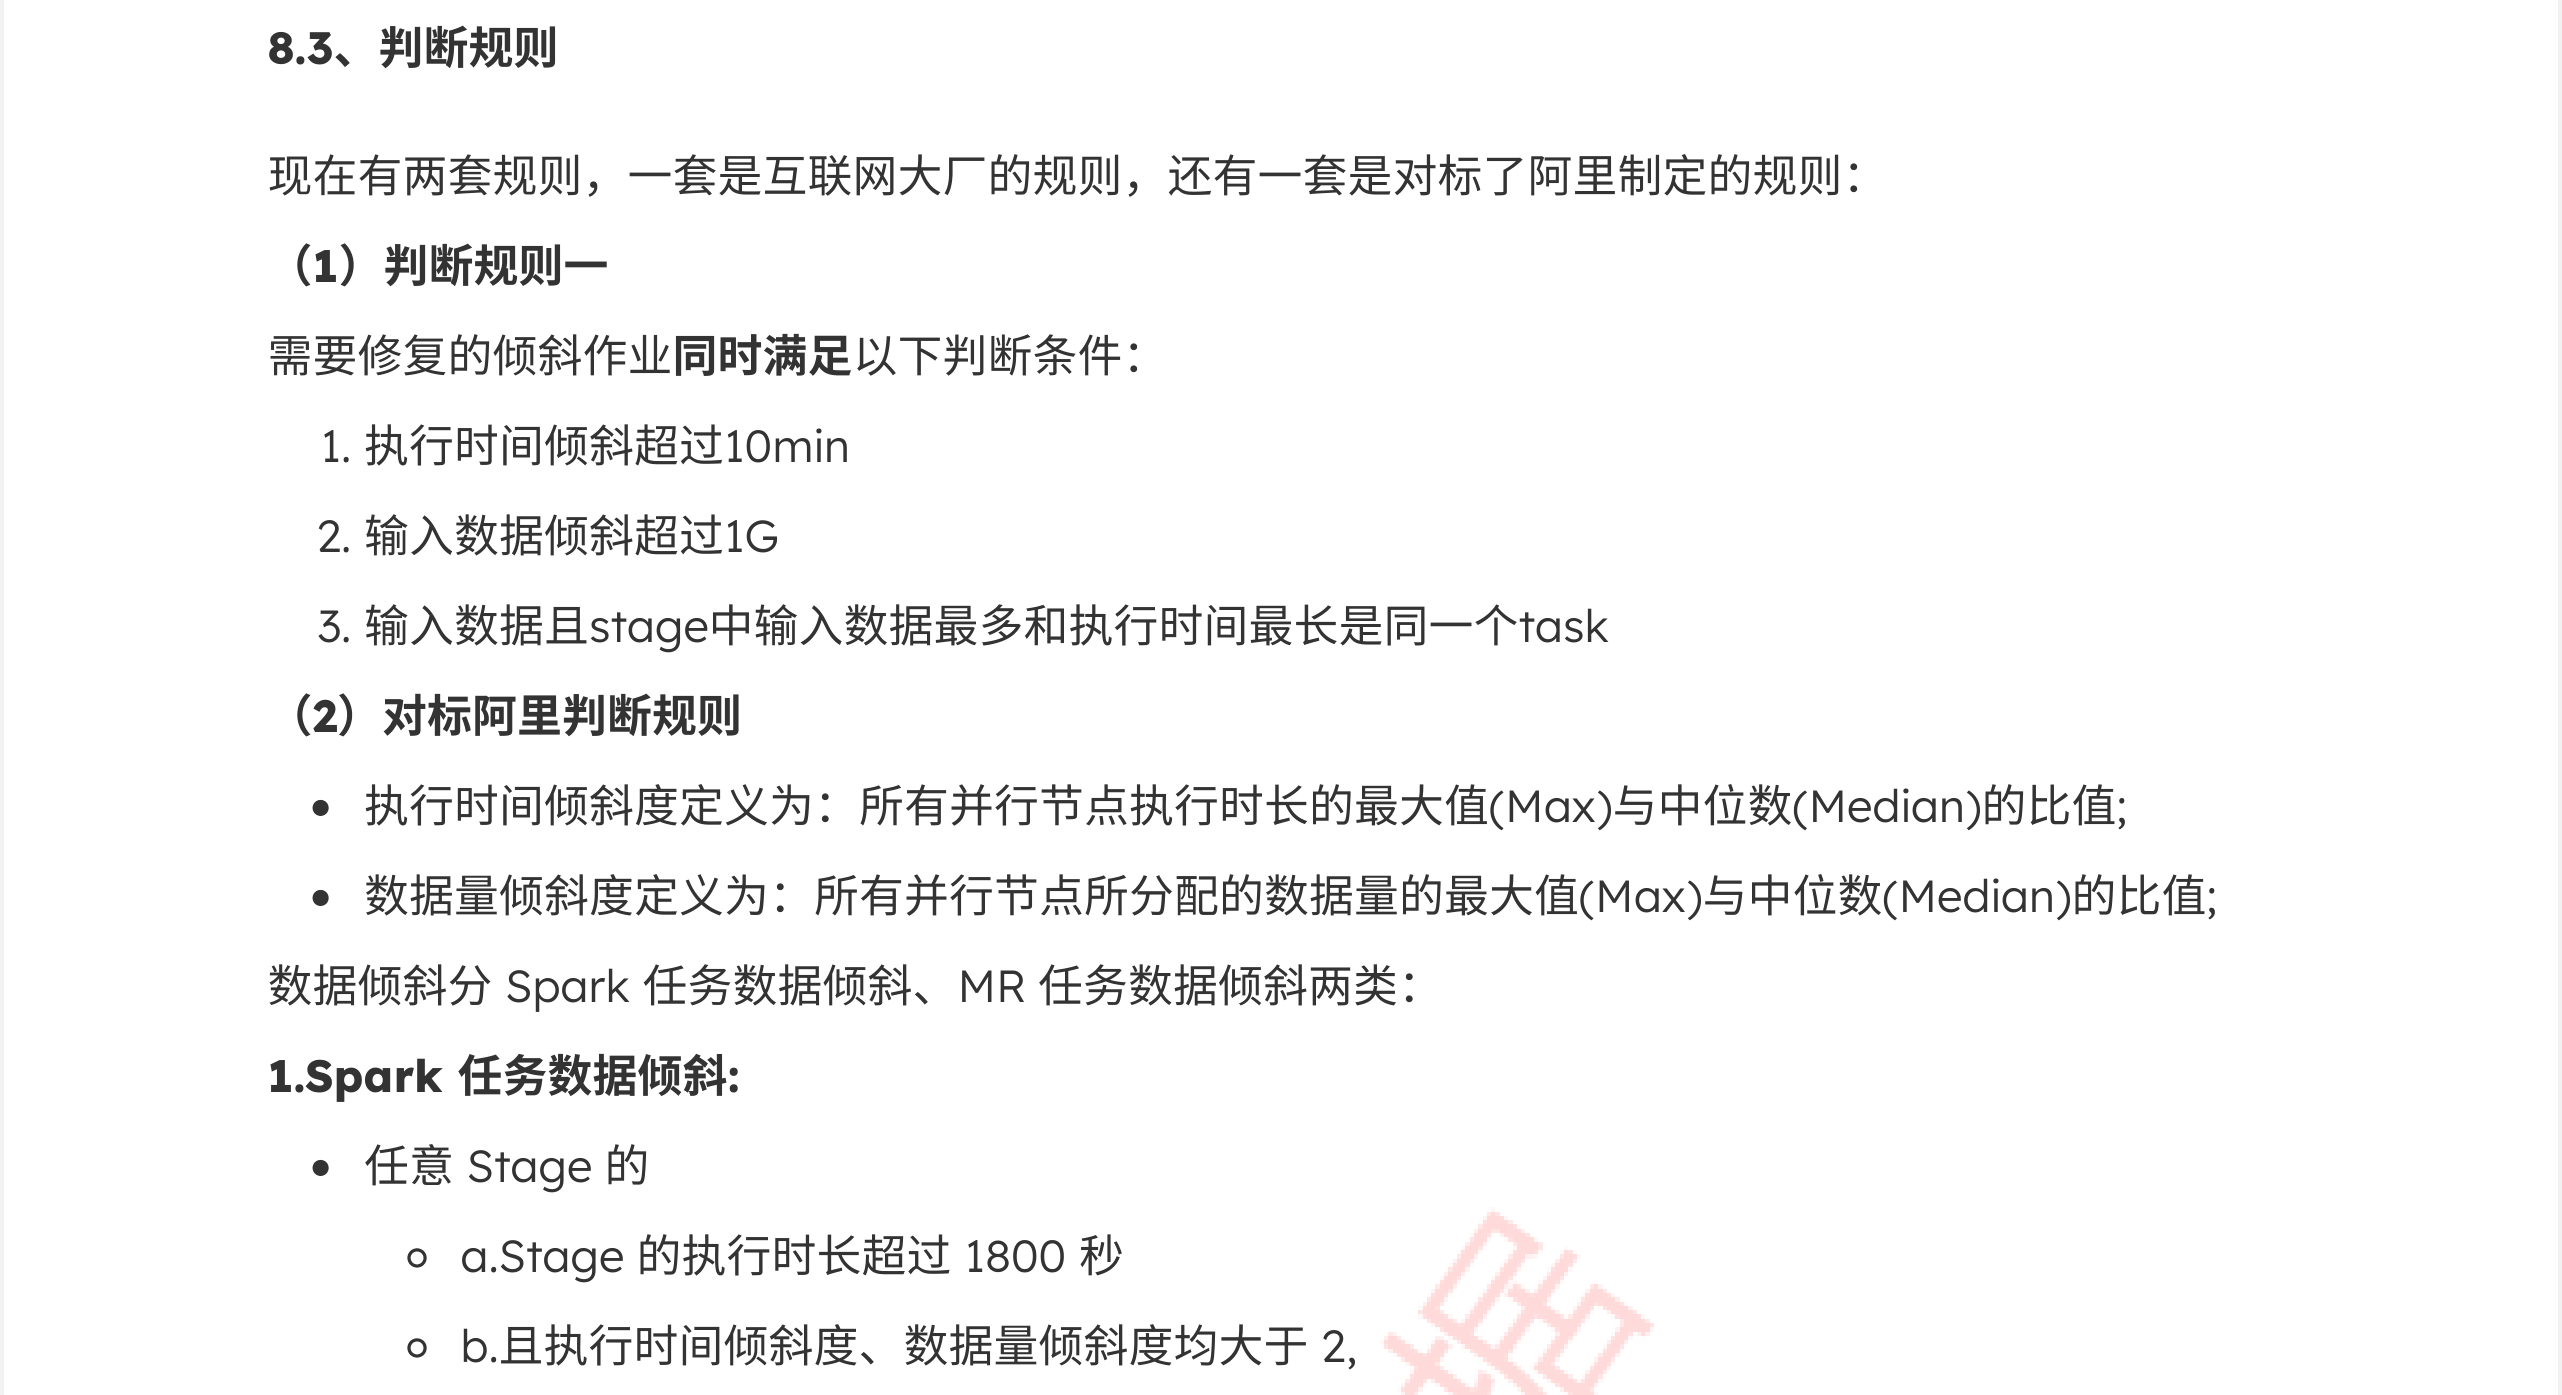 8.3、判断规则
现在有两套规则，一套是互联网大厂的规则，还有一套是对标了阿里制定的规则：
（1）判断规则一
需要修复的倾斜作业同时满足以下判断条件：
1. 执行时间倾斜超过10min
2. 输入数据倾斜超过1G
3. 输入数据且stage中输入数据最多和执行时间最长是同一个task
（2）对标阿里判断规则
• 执行时间倾斜度定义为：所有并行节点执行时长的最大值(Max)与中位数(Median)的比值;
• 数据量倾斜度定义为：所有并行节点所分配的数据量的最大值(Max)与中位数(Median)的比值;
数据倾斜分 Spark 任务数据倾斜、MR 任务数据倾斜两类：
1.Spark 任务数据倾斜:
• 任意 Stage 的
○ a.Stage 的执行时长超过 1800 秒
○ b.且执行时间倾斜度、数据量倾斜度均大于 2,
据